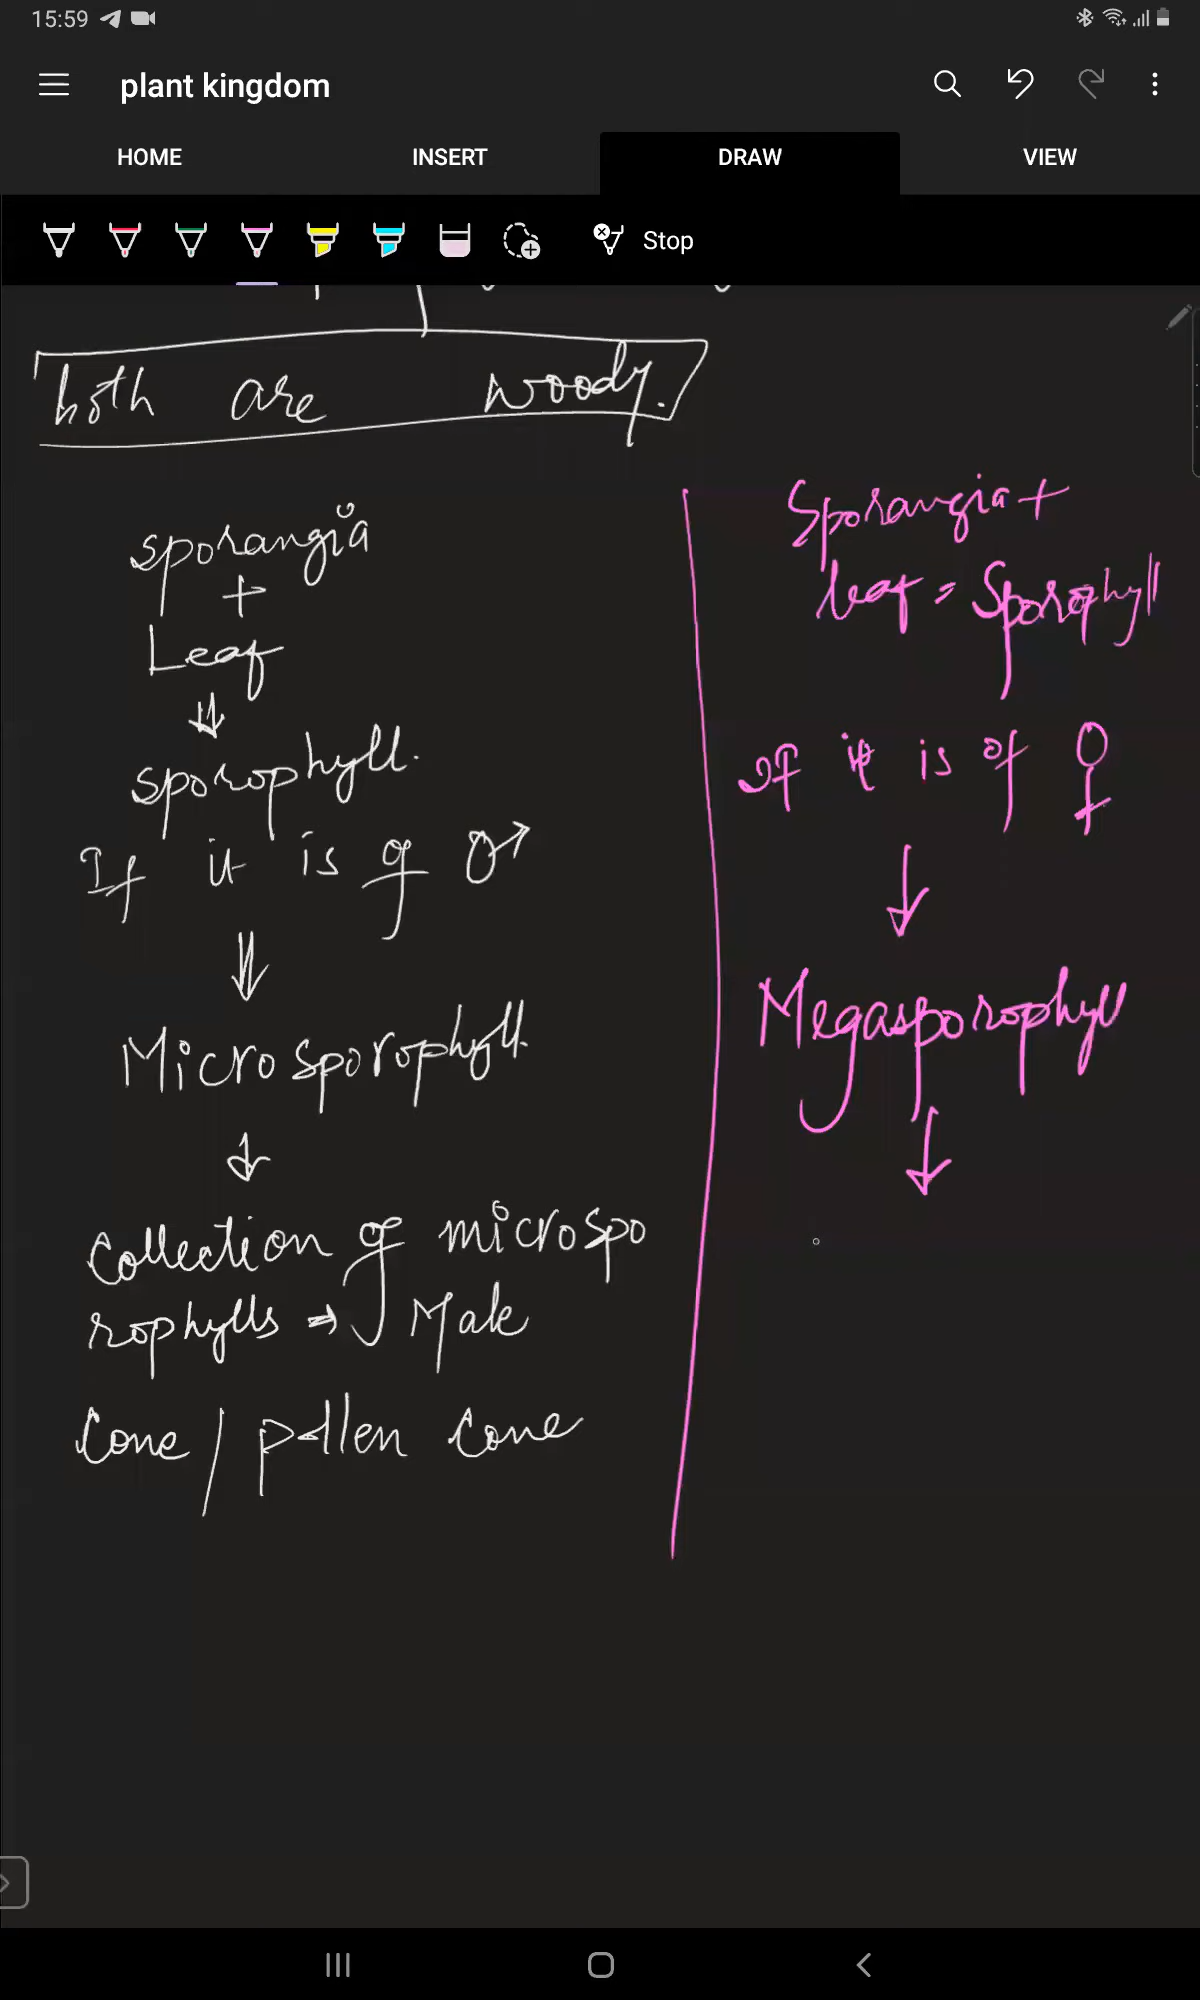 15:59
plant kingdom
HOME INSERT DRAW VIEW
Stop
both are woody.
sporangia
+
Leaf
sporophyll.
If it is of ♂
Microsporophyll.
Collection of microspo
rophylls → Male
Cone / pollen cone
Sporangia +
leaf = Sporophyll
If it is of ♀
Megasporophyll